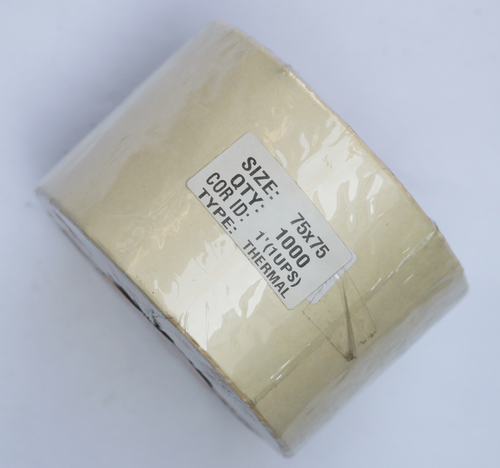 SIZE: 75x75
QTY: 1000
COR ID: 1'(1UPS)
TYPE: THERMAL